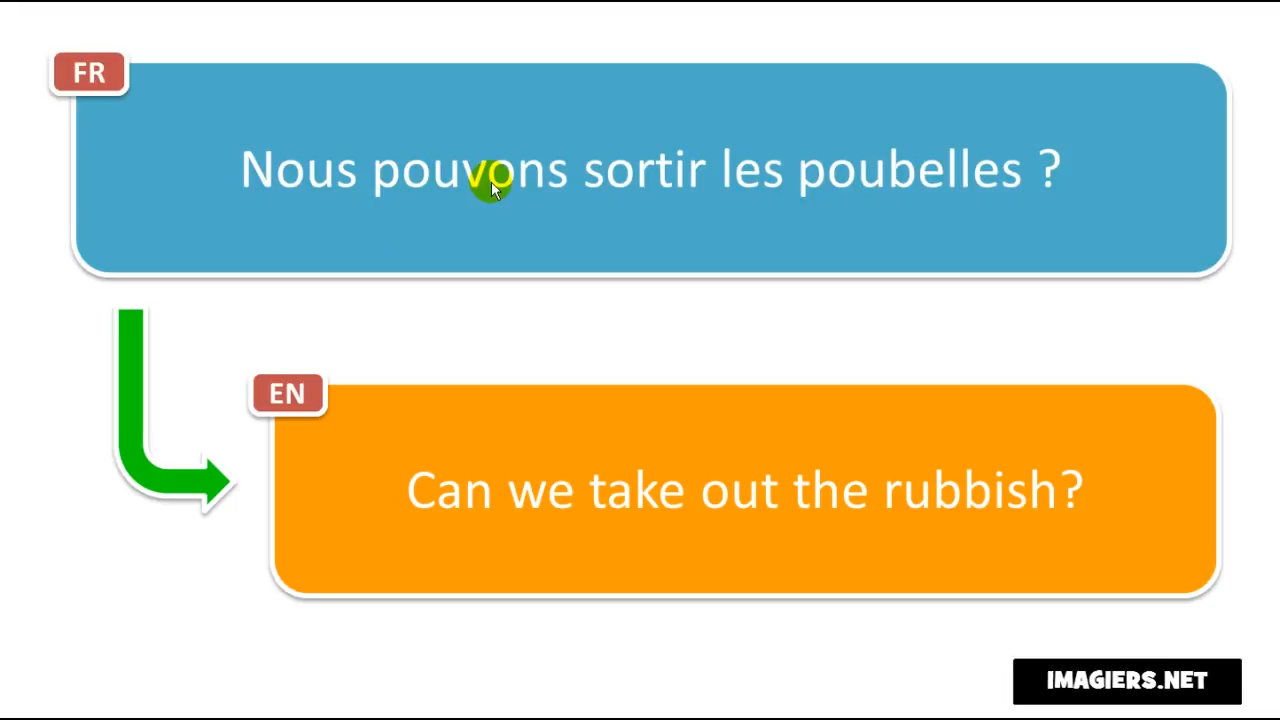 FR
Nous pouvons sortir les poubelles ?
EN
Can we take out the rubbish?
IMAGIERS.NET